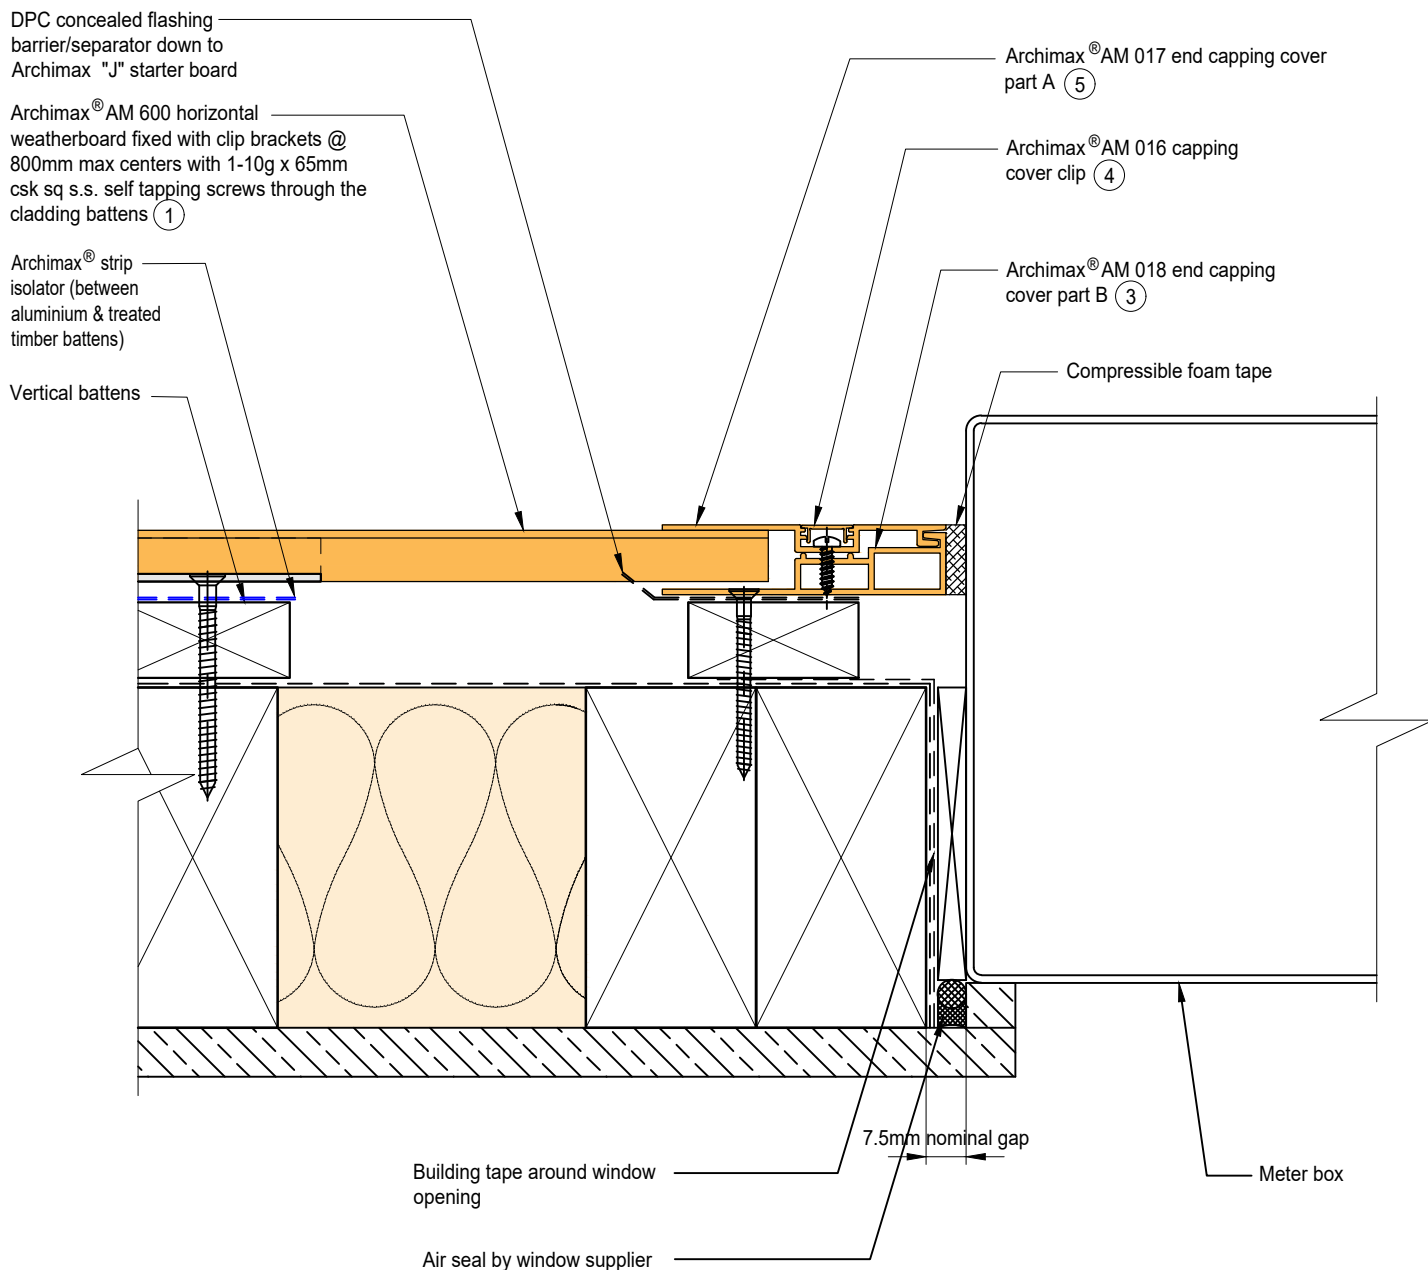 DPC concealed flashing
barrier/separator down to
Archimax "J" starter board
Archimax® AM 600 horizontal
weatherboard fixed with clip brackets @
800mm max centers with 1-10g x 65mm
csk sq s.s. self tapping screws through the
cladding battens 1
Archimax® strip
isolator (between
aluminium & treated
timber battens)
Vertical battens
Archimax® AM 017 end capping cover
part A 5
Archimax® AM 016 capping
cover clip 4
Archimax® AM 018 end capping
cover part B 3
Compressible foam tape
7.5mm nominal gap
Building tape around window
opening
Meter box
Air seal by window supplier